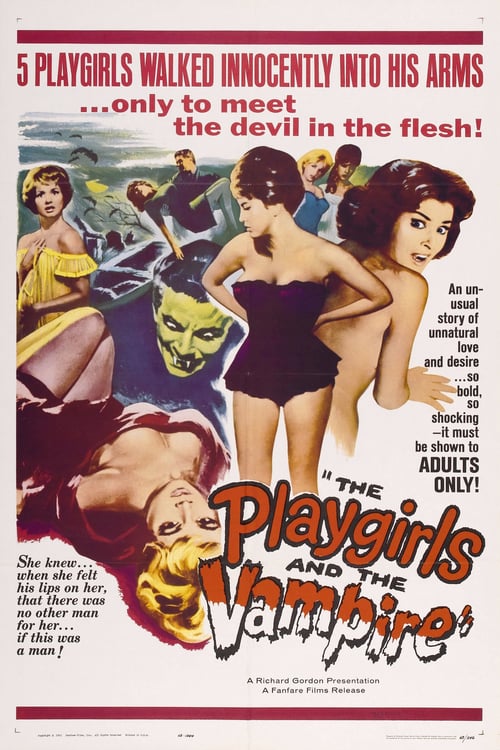 5 PLAYGIRLS WALKED INNOCENTLY INTO HIS ARMS
...only to meet
the devil in the flesh!
An un-
usual
story of
unnatural
love
and desire
...so
bold,
so
shocking
—it must
be shown to
ADULTS
ONLY!
"THE
Playgirls
AND THE
Vampire"
She knew...
when she felt
his lips on her,
that there was
no other man
for her...
if this was
a man!
A Richard Gordon Presentation
A Fanfare Films Release